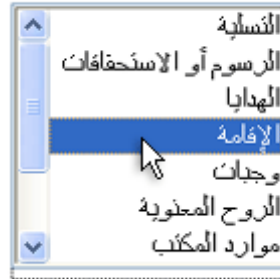 التسلية
الرسوم أو الاستحقاقات
الهدايا
الإقامة
وجبات
الروح المعنوية
موارد المكتب